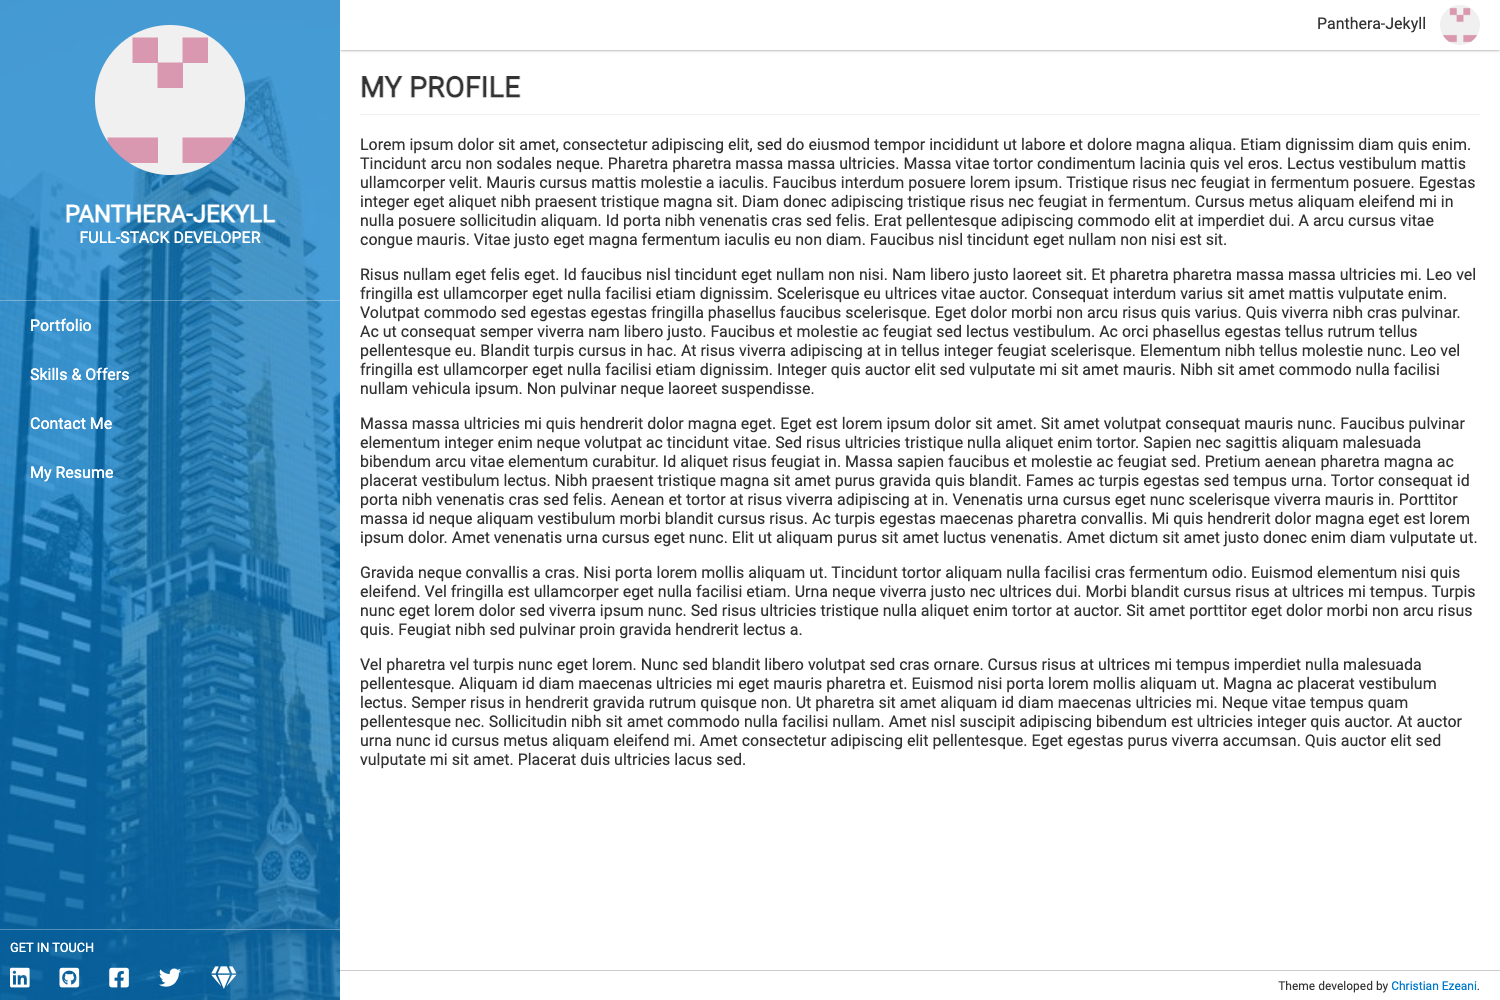 PANTHERA-JEKYLL
FULL-STACK DEVELOPER
Portfolio
Skills & Offers
Contact Me
My Resume
GET IN TOUCH
Panthera-Jekyll
MY PROFILE
Lorem ipsum dolor sit amet, consectetur adipiscing elit, sed do eiusmod tempor incididunt ut labore et dolore magna aliqua. Etiam dignissim diam quis enim.
Tincidunt arcu non sodales neque. Pharetra pharetra massa massa ultricies. Massa vitae tortor condimentum lacinia quis vel eros. Lectus vestibulum mattis
ullamcorper velit. Mauris cursus mattis molestie a iaculis. Faucibus interdum posuere lorem ipsum. Tristique risus nec feugiat in fermentum posuere. Egestas
integer eget aliquet nibh praesent tristique magna sit. Diam donec adipiscing tristique risus nec feugiat in fermentum. Cursus metus aliquam eleifend mi in
nulla posuere sollicitudin aliquam. Id porta nibh venenatis cras sed felis. Erat pellentesque adipiscing commodo elit at imperdiet dui. A arcu cursus vitae
congue mauris. Vitae justo eget magna fermentum iaculis eu non diam. Faucibus nisl tincidunt eget nullam non nisi est sit.
Risus nullam eget felis eget. Id faucibus nisl tincidunt eget nullam non nisi. Nam libero justo laoreet sit. Et pharetra pharetra massa massa ultricies mi. Leo vel
fringilla est ullamcorper eget nulla facilisi etiam dignissim. Scelerisque eu ultrices vitae auctor. Consequat interdum varius sit amet mattis vulputate enim.
Volutpat commodo sed egestas egestas fringilla phasellus faucibus scelerisque. Eget dolor morbi non arcu risus quis varius. Quis viverra nibh cras pulvinar.
Ac ut consequat semper viverra nam libero justo. Faucibus et molestie ac feugiat sed lectus vestibulum. Ac orci phasellus egestas tellus rutrum tellus
pellentesque eu. Blandit turpis cursus in hac. At risus viverra adipiscing at in tellus integer feugiat scelerisque. Elementum nibh tellus molestie nunc. Leo vel
fringilla est ullamcorper eget nulla facilisi etiam dignissim. Integer quis auctor elit sed vulputate mi sit amet mauris. Nibh sit amet commodo nulla facilisi
nullam vehicula ipsum. Non pulvinar neque laoreet suspendisse.
Massa massa ultricies mi quis hendrerit dolor magna eget. Eget est lorem ipsum dolor sit amet. Sit amet volutpat consequat mauris nunc. Faucibus pulvinar
elementum integer enim neque volutpat ac tincidunt vitae. Sed risus ultricies tristique nulla aliquet enim tortor. Sapien nec sagittis aliquam malesuada
bibendum arcu vitae elementum curabitur. Id aliquet risus feugiat in. Massa sapien faucibus et molestie ac feugiat sed. Pretium aenean pharetra magna ac
placerat vestibulum lectus. Nibh praesent tristique magna sit amet purus gravida quis blandit. Fames ac turpis egestas sed tempus urna. Tortor consequat id
porta nibh venenatis cras sed felis. Aenean et tortor at risus viverra adipiscing at in. Venenatis urna cursus eget nunc scelerisque viverra mauris in. Porttitor
massa id neque aliquam vestibulum morbi blandit cursus risus. Ac turpis egestas maecenas pharetra convallis. Mi quis hendrerit dolor magna eget est lorem
ipsum dolor. Amet venenatis urna cursus eget nunc. Elit ut aliquam purus sit amet luctus venenatis. Amet dictum sit amet justo donec enim diam vulputate ut.
Gravida neque convallis a cras. Nisi porta lorem mollis aliquam ut. Tincidunt tortor aliquam nulla facilisi cras fermentum odio. Euismod elementum nisi quis
eleifend. Vel fringilla est ullamcorper eget nulla facilisi etiam. Urna neque viverra justo nec ultrices dui. Morbi blandit cursus risus at ultrices mi tempus. Turpis
nunc eget lorem dolor sed viverra ipsum nunc. Sed risus ultricies tristique nulla aliquet enim tortor at auctor. Sit amet porttitor eget dolor morbi non arcu risus
quis. Feugiat nibh sed pulvinar proin gravida hendrerit lectus a.
Vel pharetra vel turpis nunc eget lorem. Nunc sed blandit libero volutpat sed cras ornare. Cursus risus at ultrices mi tempus imperdiet nulla malesuada
pellentesque. Aliquam id diam maecenas ultricies mi eget mauris pharetra et. Euismod nisi porta lorem mollis aliquam ut. Magna ac placerat vestibulum
lectus. Semper risus in hendrerit gravida rutrum quisque non. Ut pharetra sit amet aliquam id diam maecenas ultricies mi. Neque vitae tempus quam
pellentesque nec. Sollicitudin nibh sit amet commodo nulla facilisi nullam. Amet nisl suscipit adipiscing bibendum est ultricies integer quis auctor. At auctor
urna nunc id cursus metus aliquam eleifend mi. Amet consectetur adipiscing elit pellentesque. Eget egestas purus viverra accumsan. Quis auctor elit sed
vulputate mi sit amet. Placerat duis ultricies lacus sed.
Theme developed by Christian Ezeani.